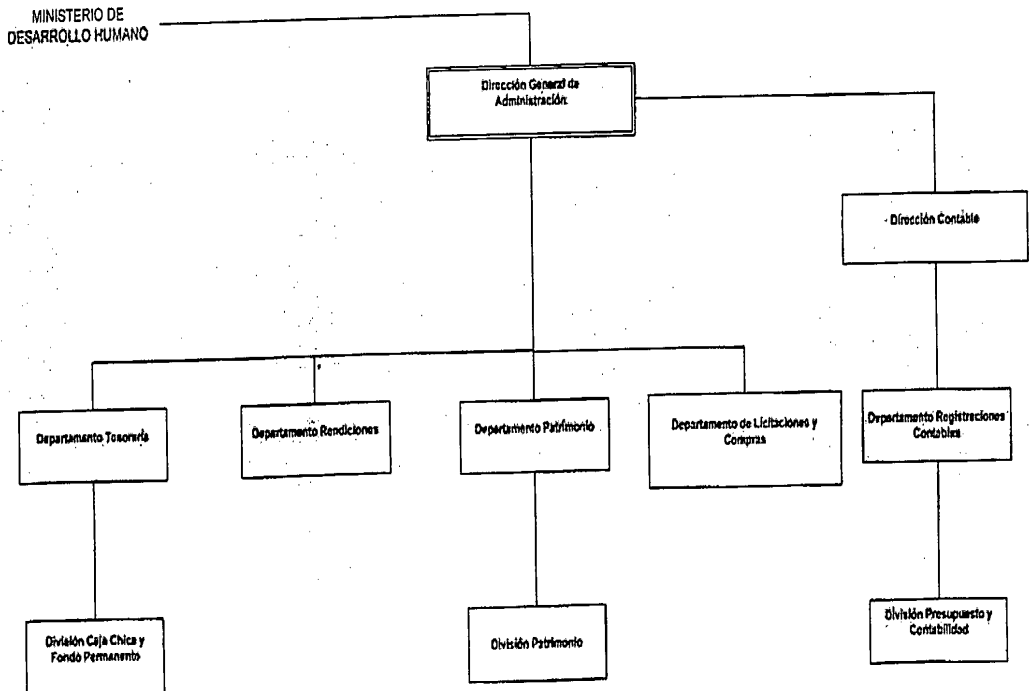 MINISTERIO DE
DESARROLLO HUMANO
Dirección General de
Administración
Dirección Contable
Departamento Tesorería
Departamento Rendiciones
Departamento Patrimonio
Departamento de Licitaciones y
Compras
Departamento Registraciones
Contables
División Caja Chica y
Fondo Permanente
División Patrimonio
División Presupuesto y
Contabilidad